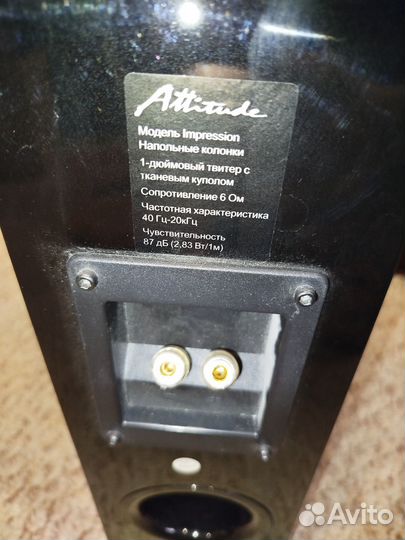 Attitude
Модель Impression
Напольные колонки
1-дюймовый твитер с
тканевым куполом
Сопротивление 6 Ом
Частотная характеристика
40 Гц-20кГц
Чувствительность
87 дБ (2,83 Вт/1м)
Avito